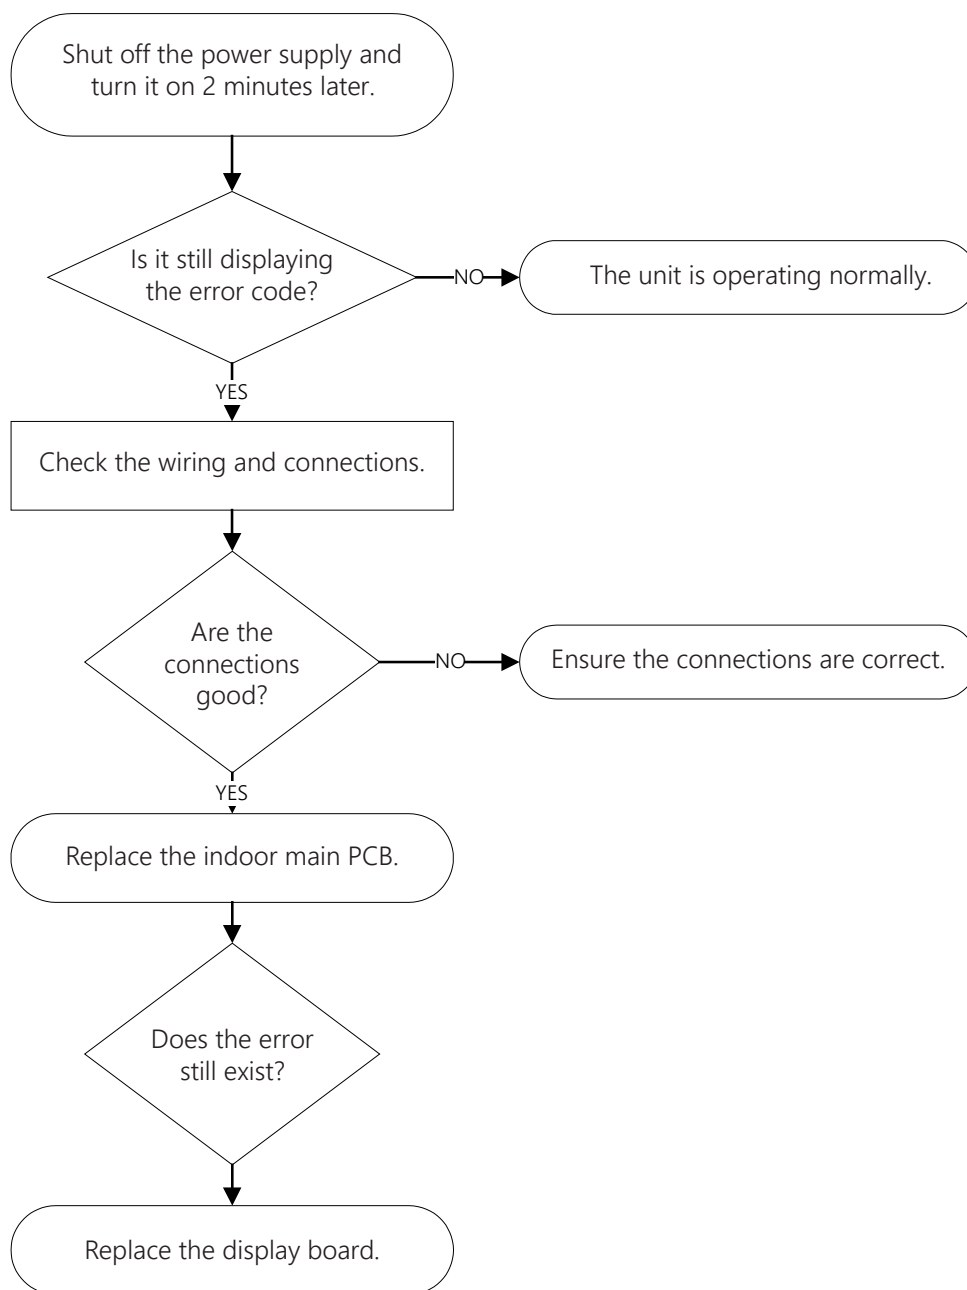 Shut off the power supply and
turn it on 2 minutes later.
Is it still displaying
the error code?
NO
The unit is operating normally.
YES
Check the wiring and connections.
Are the
connections
good?
NO
Ensure the connections are correct.
YES
Replace the indoor main PCB.
Does the error
still exist?
Replace the display board.